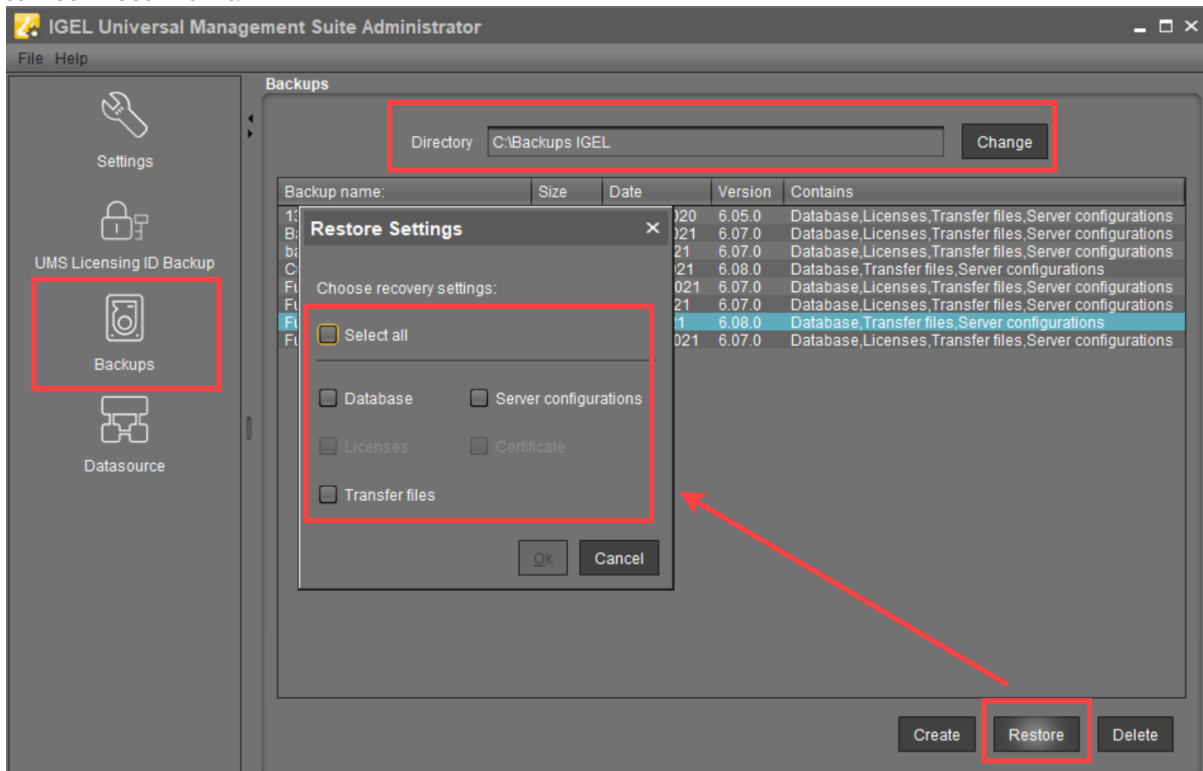 IGEL Universal Management Suite Administrator
File Help
Settings
UMS Licensing ID Backup
Backups
Datasource
Backups
Directory C:\Backups IGEL Change
Backup name: Size Date Version Contains
6.05.0 Database,Licenses,Transfer files,Server configurations
6.07.0 Database,Licenses,Transfer files,Server configurations
6.07.0 Database,Licenses,Transfer files,Server configurations
6.08.0 Database,Transfer files,Server configurations
6.07.0 Database,Licenses,Transfer files,Server configurations
6.07.0 Database,Licenses,Transfer files,Server configurations
6.08.0 Database,Transfer files,Server configurations
6.07.0 Database,Licenses,Transfer files,Server configurations
Restore Settings
Choose recovery settings:
Select all
Database Server configurations
Licenses Certificate
Transfer files
Ok Cancel
Create Restore Delete